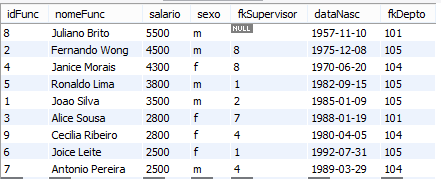 idFunc nomeFunc salario sexo fkSupervisor dataNasc fkDepto
8 Juliano Brito 5500 m NULL 1957-11-10 101
2 Fernando Wong 4500 m 8 1975-12-08 105
4 Janice Morais 4300 f 8 1970-06-20 104
5 Ronaldo Lima 3800 m 1 1982-09-15 105
1 Joao Silva 3500 m 2 1985-01-09 105
3 Alice Sousa 2800 f 7 1988-01-19 101
9 Cecília Ribeiro 2800 f 4 1980-04-05 104
6 Joice Leite 2500 f 1 1992-07-31 105
7 Antonio Pereira 2500 m 4 1989-03-29 104